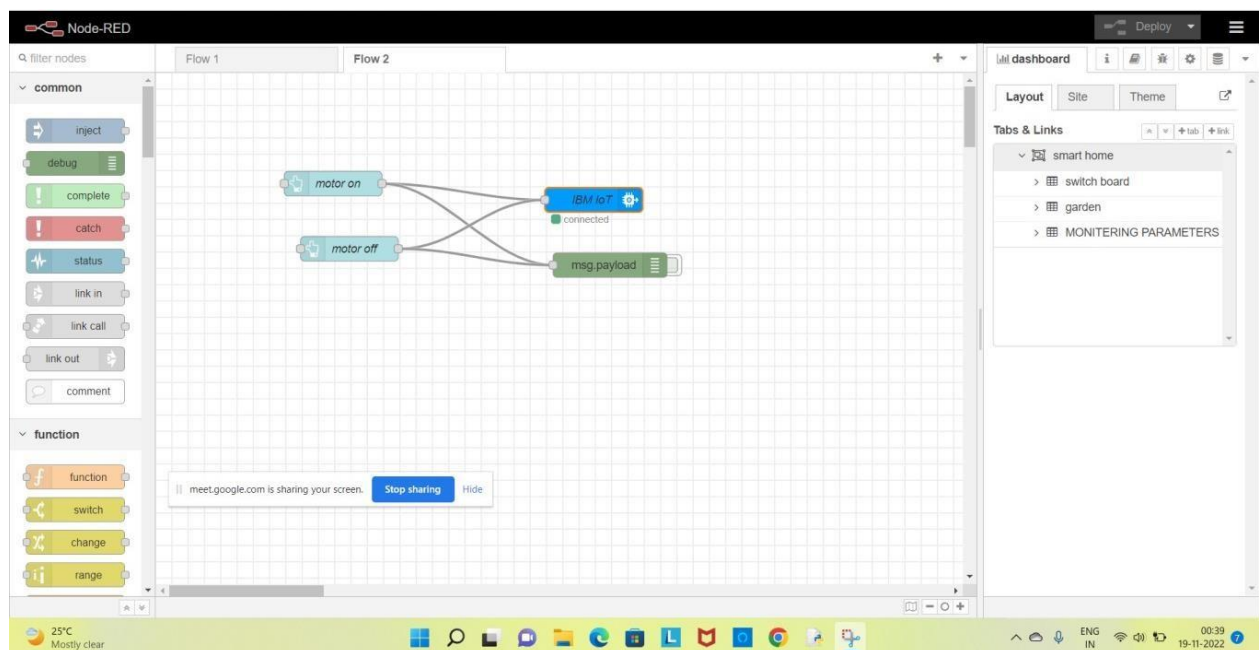 Node-RED
Deploy
filter nodes
Flow 1
Flow 2
dashboard
common
Layout
Site
Theme
inject
Tabs & Links
tab
link
debug
smart home
motor on
switch board
complete
IBM IoT
garden
connected
catch
MONITERING PARAMETERS
motor off
status
msg.payload
link in
link call
link out
comment
function
function
meet.google.com is sharing your screen.
Stop sharing
Hide
switch
change
range
25°C
Mostly clear
ENG
IN
00:39
19-11-2022
7